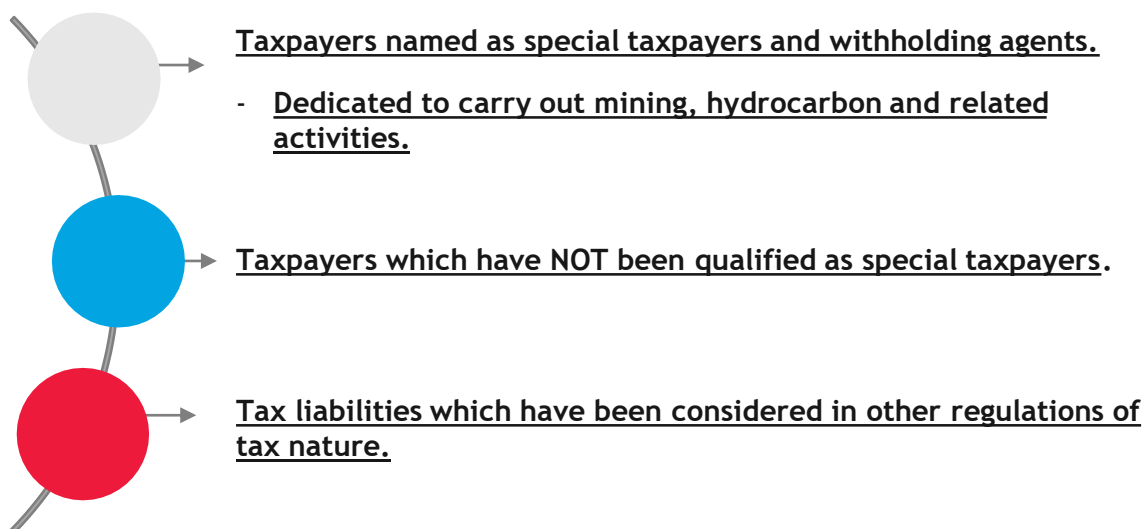 Taxpayers named as special taxpayers and withholding agents.
- Dedicated to carry out mining, hydrocarbon and related
activities.
Taxpayers which have NOT been qualified as special taxpayers.
Tax liabilities which have been considered in other regulations of
tax nature.